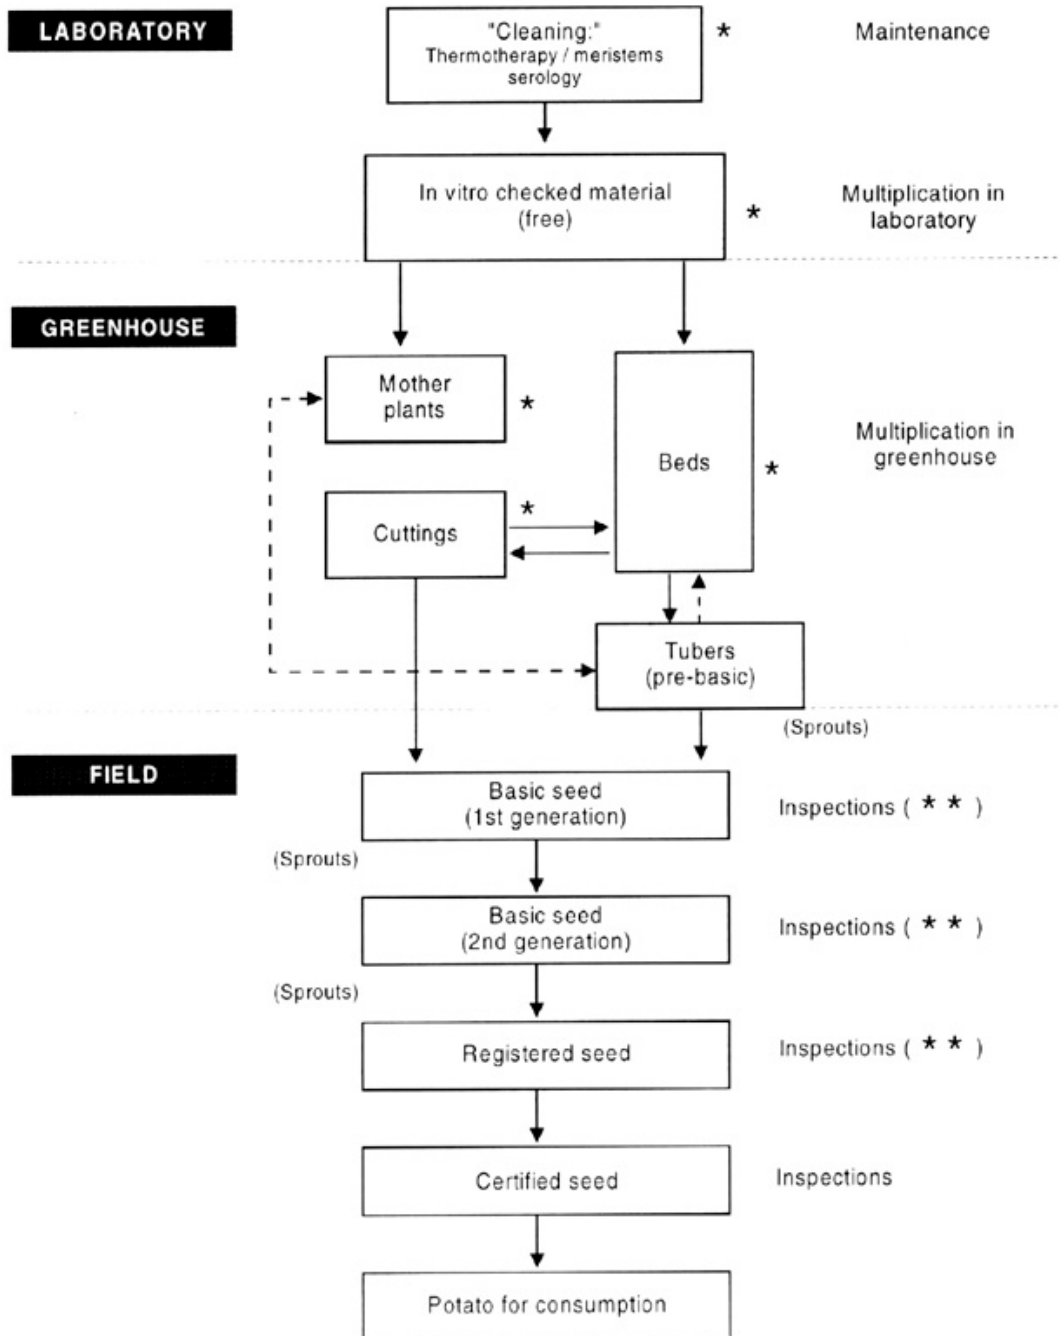 LABORATORY
"Cleaning:"
Thermotherapy / meristems
serology
*
Maintenance
In vitro checked material
(free)
*
Multiplication in
laboratory
GREENHOUSE
Mother
plants
*
Beds
*
Multiplication in
greenhouse
Cuttings
*
Tubers
(pre-basic)
(Sprouts)
FIELD
Basic seed
(1st generation)
Inspections ( * * )
(Sprouts)
Basic seed
(2nd generation)
Inspections ( * * )
(Sprouts)
Registered seed
Inspections ( * * )
Certified seed
Inspections
Potato for consumption